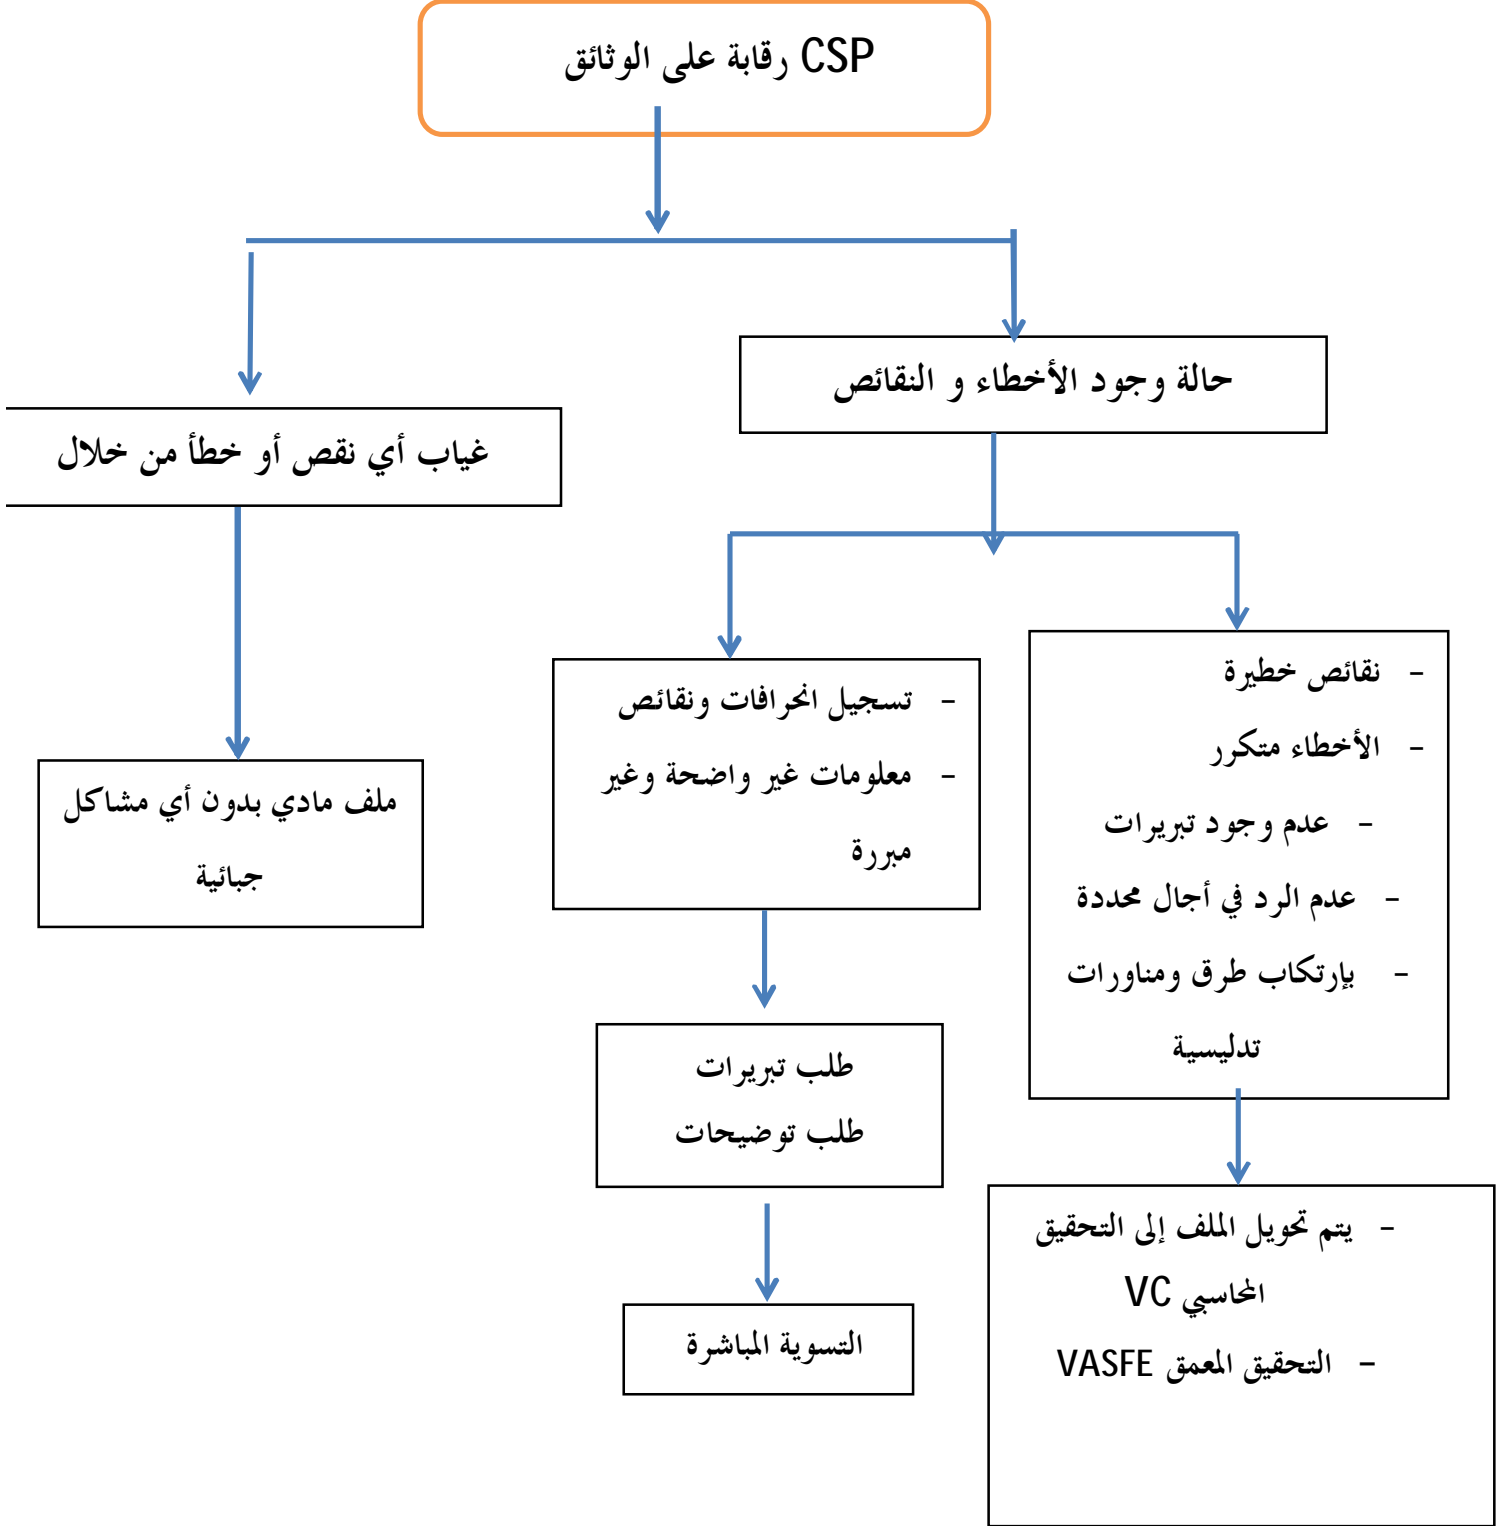 CSP رقابة على الوثائق
حالة وجود الأخطاء و النقائص
غياب أي نقص أو خطأ من خلال
- نقائص خطيرة
- الأخطاء متكرر
- عدم وجود تبريرات
- عدم الرد في أجال محددة
- بإرتكاب طرق ومناورات
تدليسية
- تسجيل انحرافات ونقائص
- معلومات غير واضحة وغير
مبررة
ملف مادي بدون أي مشاكل
جبائية
طلب تبريرات
طلب توضيحات
- يتم تحويل الملف إلى التحقيق
المحاسبي VC
- التحقيق المعمق VASFE
التسوية المباشرة